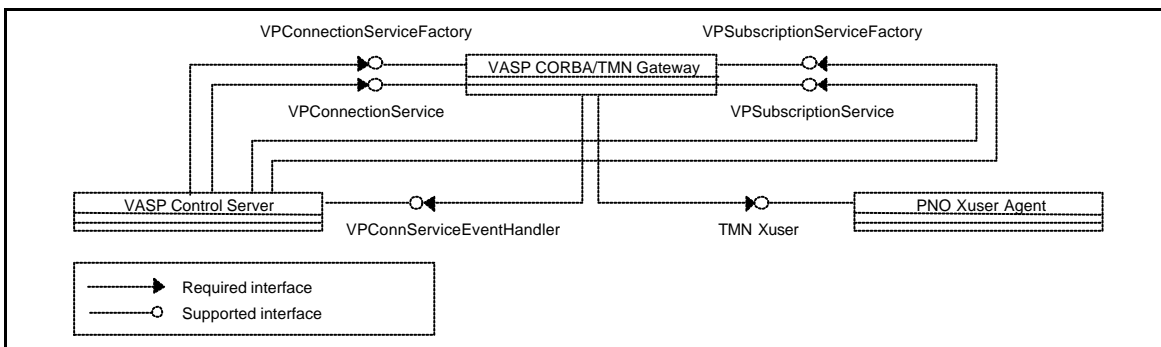 VPConnectionServiceFactory
VPSubscriptionServiceFactory
VASP CORBA/TMN Gateway
VPConnectionService
VPSubscriptionService
VASP Control Server
PNO Xuser Agent
VPConnServiceEventHandler
TMN Xuser
Required interface
Supported interface